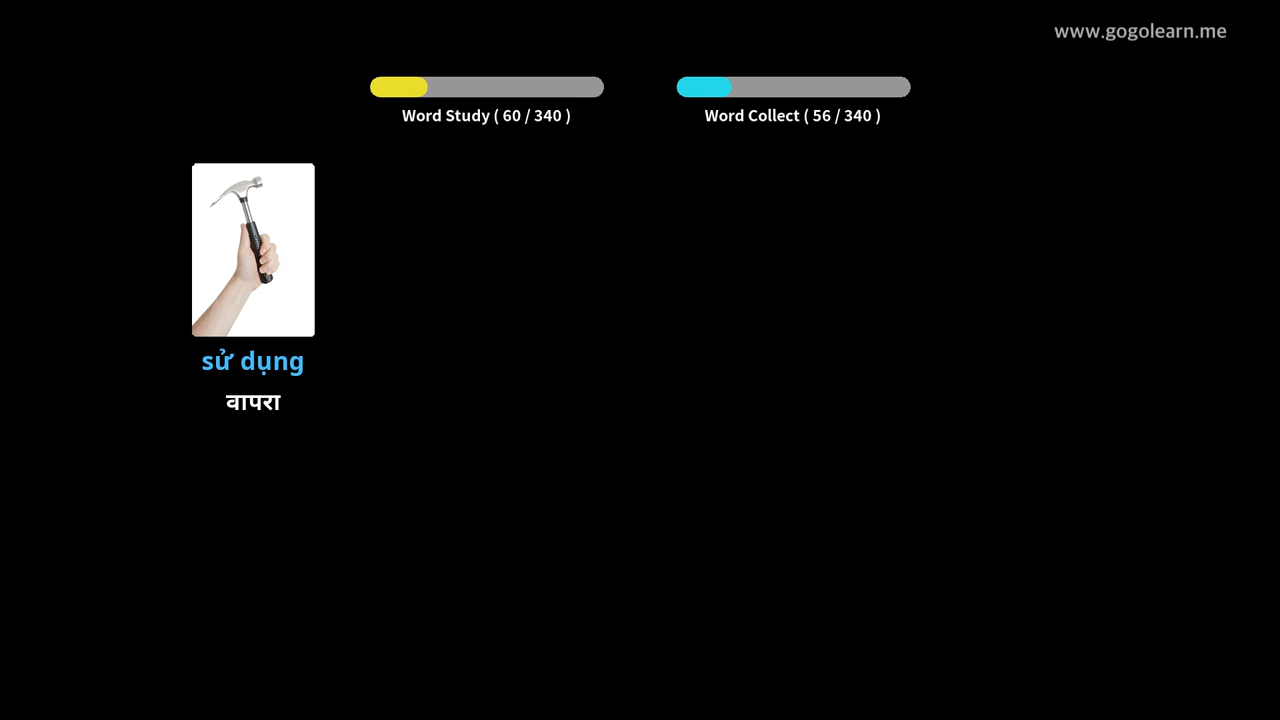 www.gogolearn.me
Word Study ( 60 / 340 )
Word Collect ( 56 / 340 )
sử dụng
वापरा